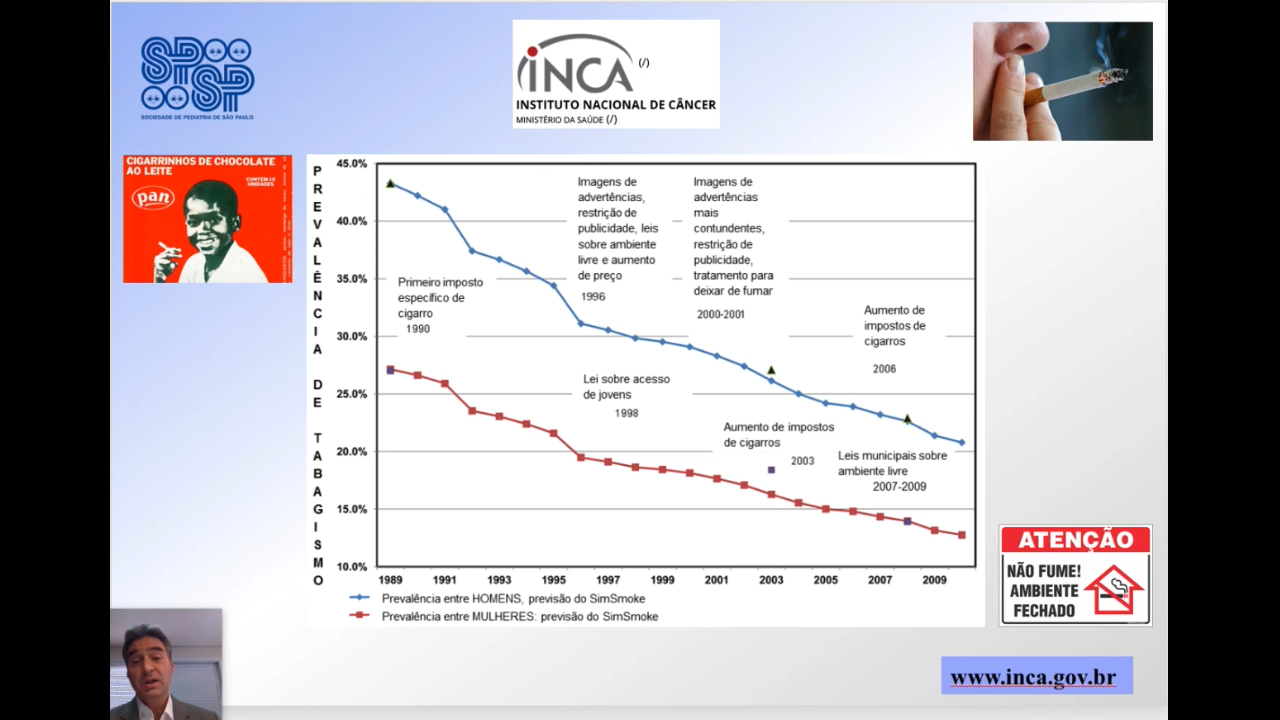 SPSP
SOCIEDADE DE PEDIATRIA DE SÃO PAULO
INCA (/)
INSTITUTO NACIONAL DE CÂNCER
MINISTÉRIO DA SAÚDE (/)
CIGARRINHOS DE CHOCOLATE
AO LEITE
CONTÉM 15
UNIDADES
pan
PREVALÊNCIA DE TABAGISMO
45.0%
40.0%
35.0%
30.0%
25.0%
20.0%
15.0%
10.0%
Primeiro imposto
específico de
cigarro
1990
Imagens de
advertências,
restrição de
publicidade, leis
sobre ambiente
livre e aumento
de preço
1996
Imagens de
advertências
mais
contundentes,
restrição de
publicidade,
tratamento para
deixar de fumar
2000-2001
Aumento de
impostos de
cigarros
2006
Lei sobre acesso
de jovens
1998
Aumento de impostos
de cigarros
2003
Leis municipais sobre
ambiente livre
2007-2009
1989 1991 1993 1995 1997 1999 2001 2003 2005 2007 2009
Prevalência entre HOMENS, previsão do SimSmoke
Prevalência entre MULHERES: previsão do SimSmoke
ATENÇÃO
NÃO FUME!
AMBIENTE
FECHADO
www.inca.gov.br